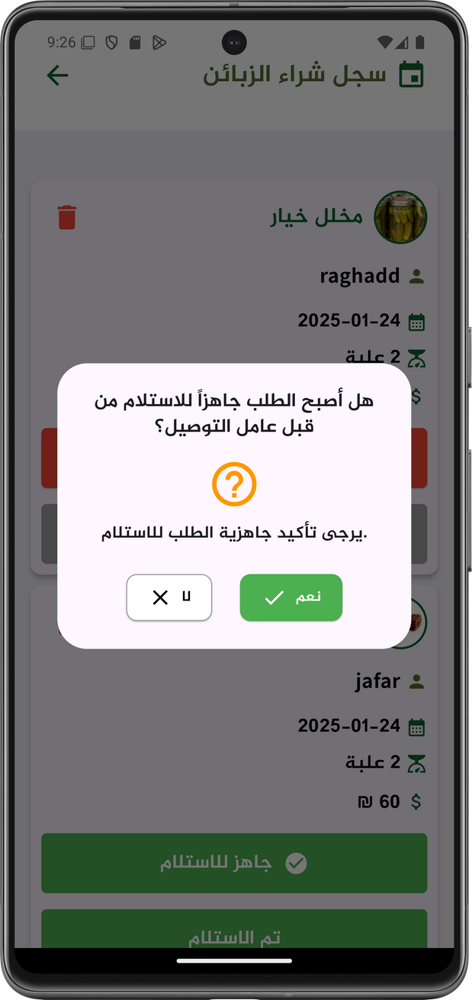 9:26
سجل شراء الزبائن
مخلل خيار
raghadd
2025-01-24
2 علبة
$
هل أصبح الطلب جاهزاً للاستلام من
قبل عامل التوصيل؟
?
يرجى تأكيد جاهزية الطلب للاستلام.
نعم
لا
jafar
2025-01-24
2 علبة
$ 60 ₪
جاهز للاستلام
تم الاستلام